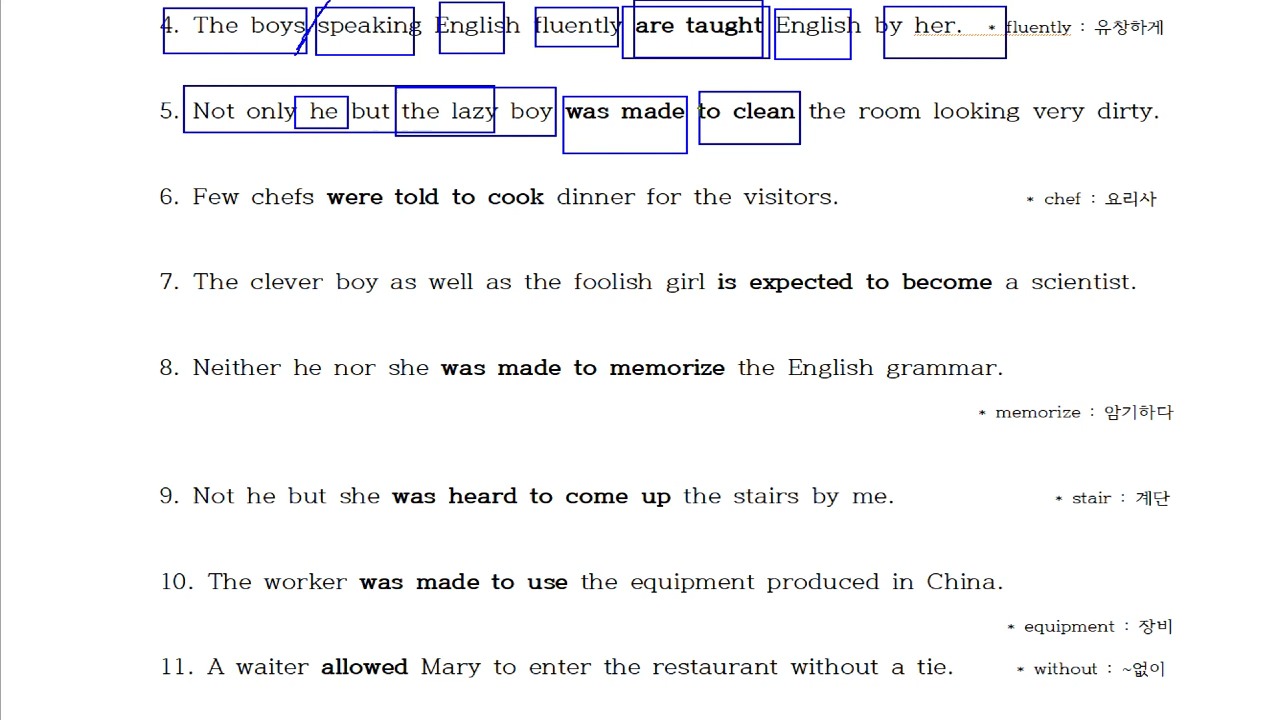 4. The boys speaking English fluently are taught English by her. * fluently : 유창하게
5. Not only he but the lazy boy was made to clean the room looking very dirty.
6. Few chefs were told to cook dinner for the visitors. * chef : 요리사
7. The clever boy as well as the foolish girl is expected to become a scientist.
8. Neither he nor she was made to memorize the English grammar.
* memorize : 암기하다
9. Not he but she was heard to come up the stairs by me. * stair : 계단
10. The worker was made to use the equipment produced in China.
* equipment : 장비
11. A waiter allowed Mary to enter the restaurant without a tie. * without : ~없이